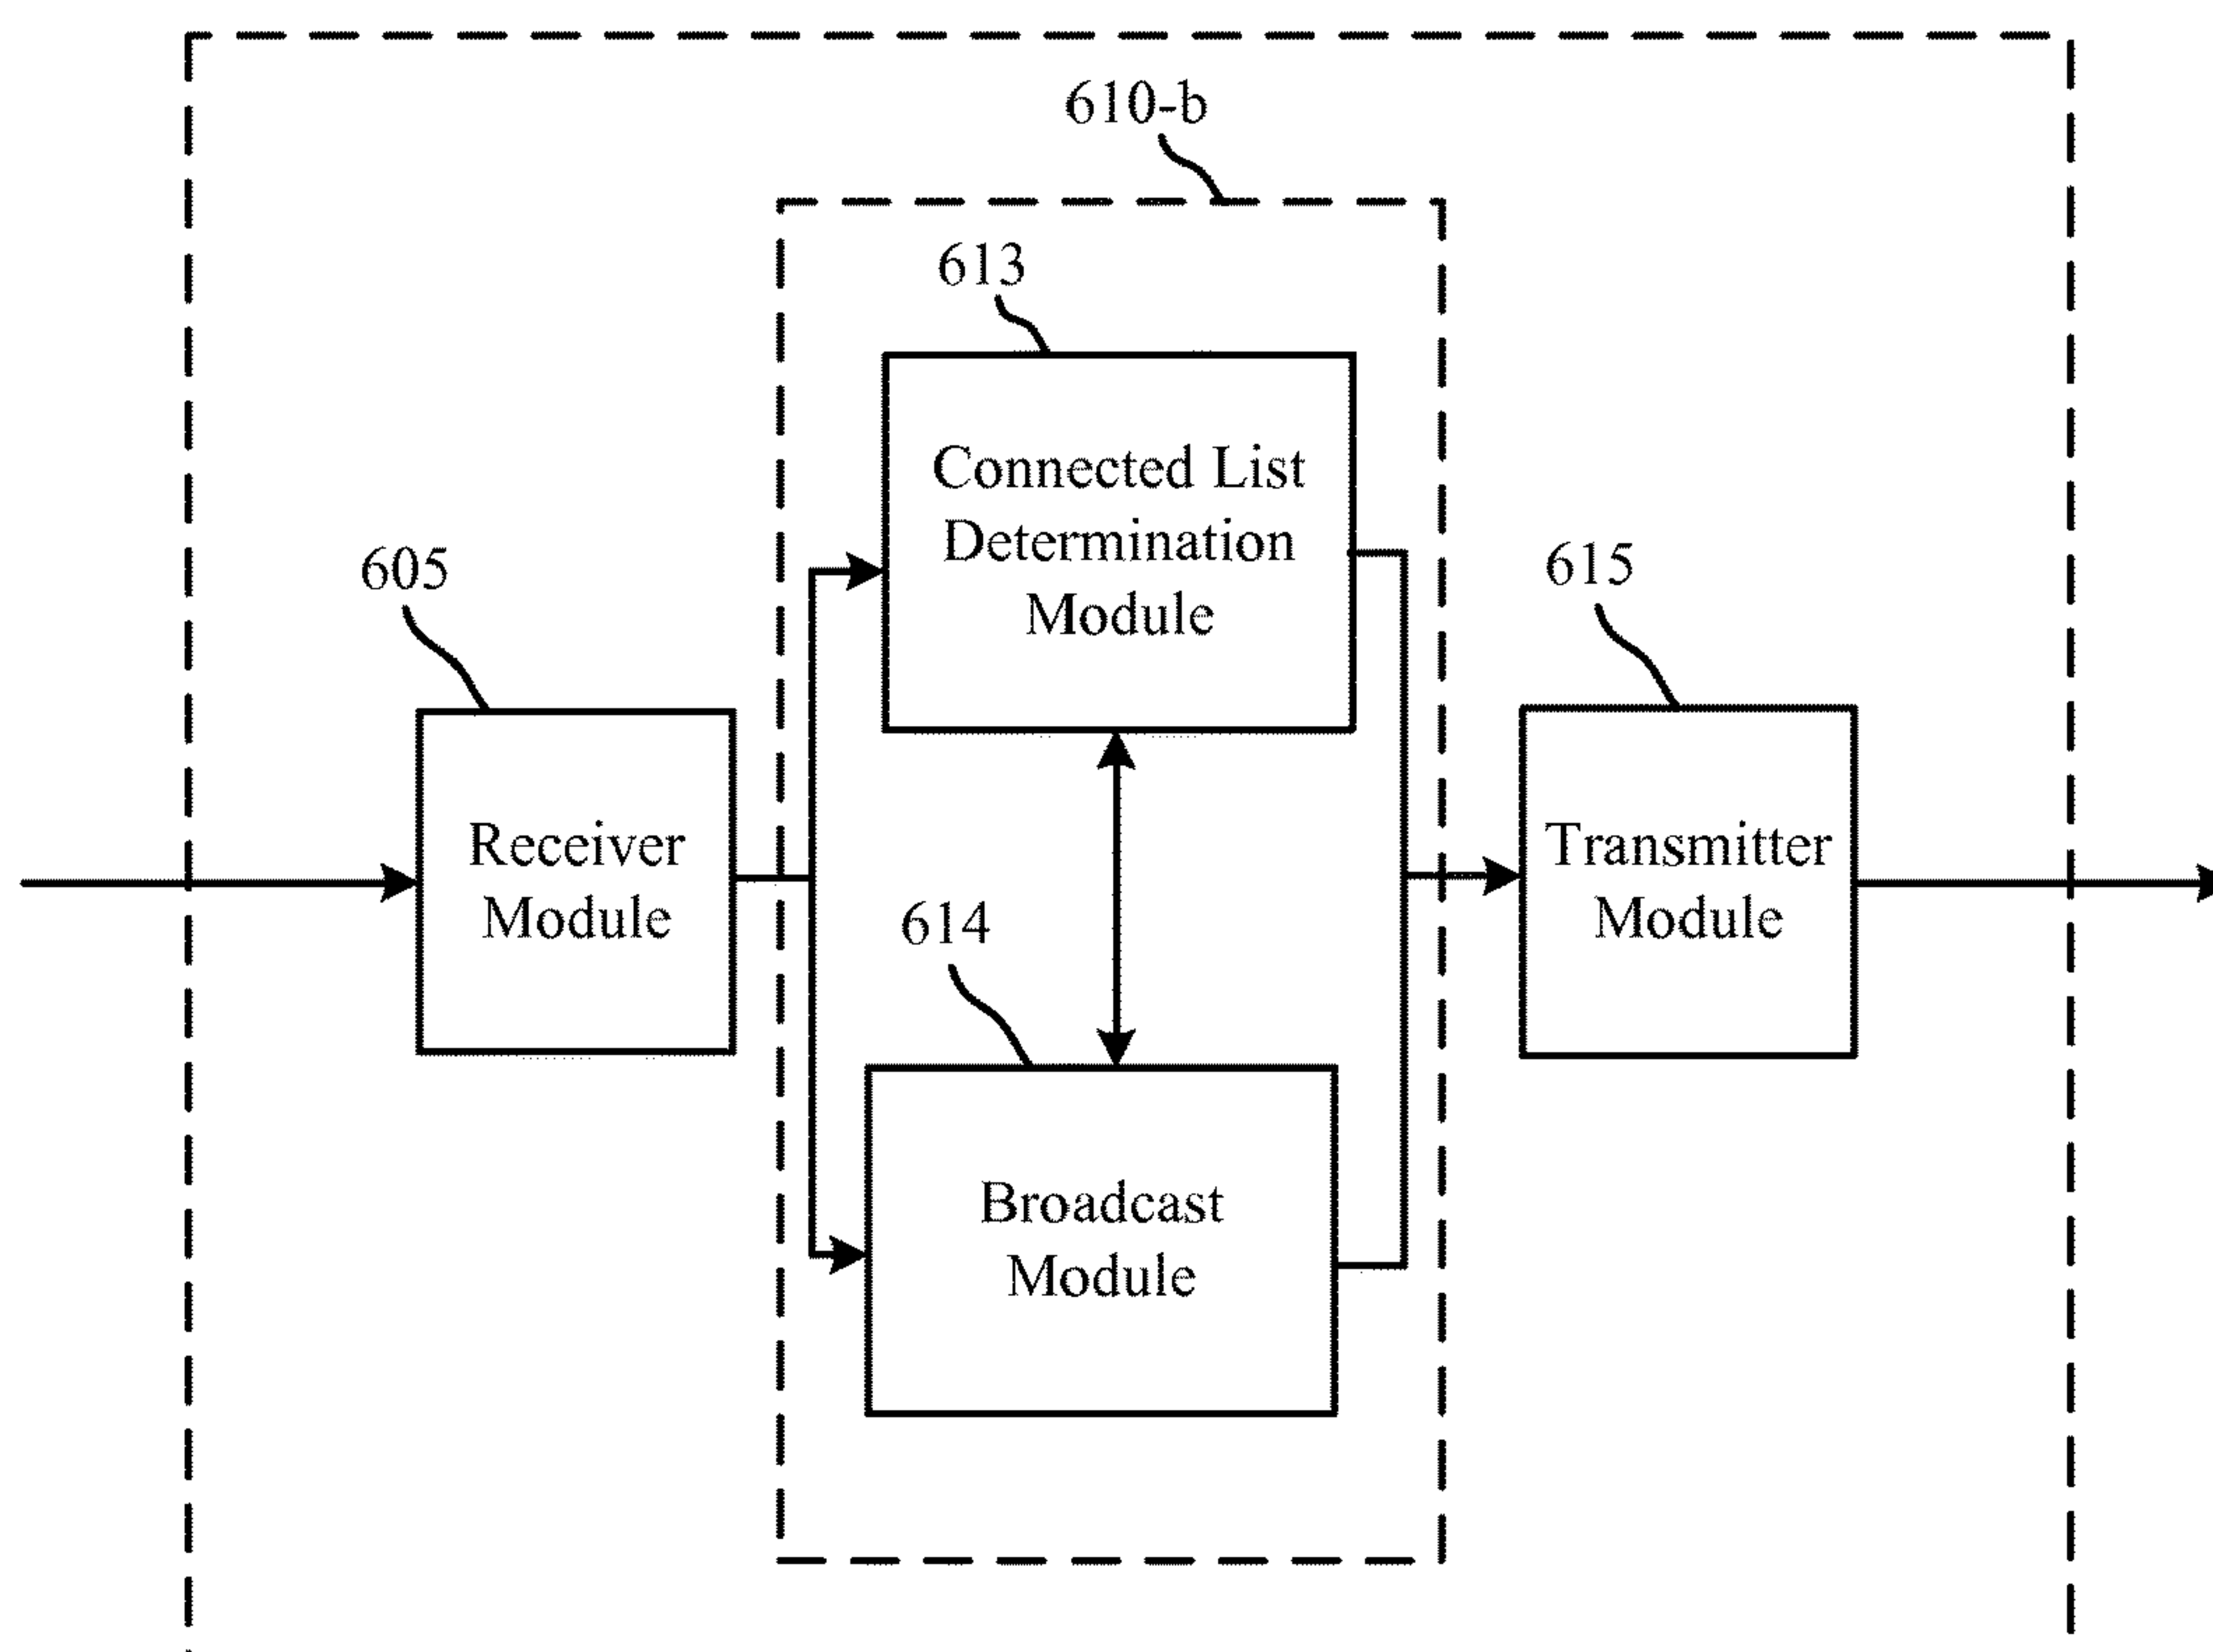 610-b
613
Connected List
Determination
Module
605
615
Receiver
Module
Transmitter
Module
614
Broadcast
Module